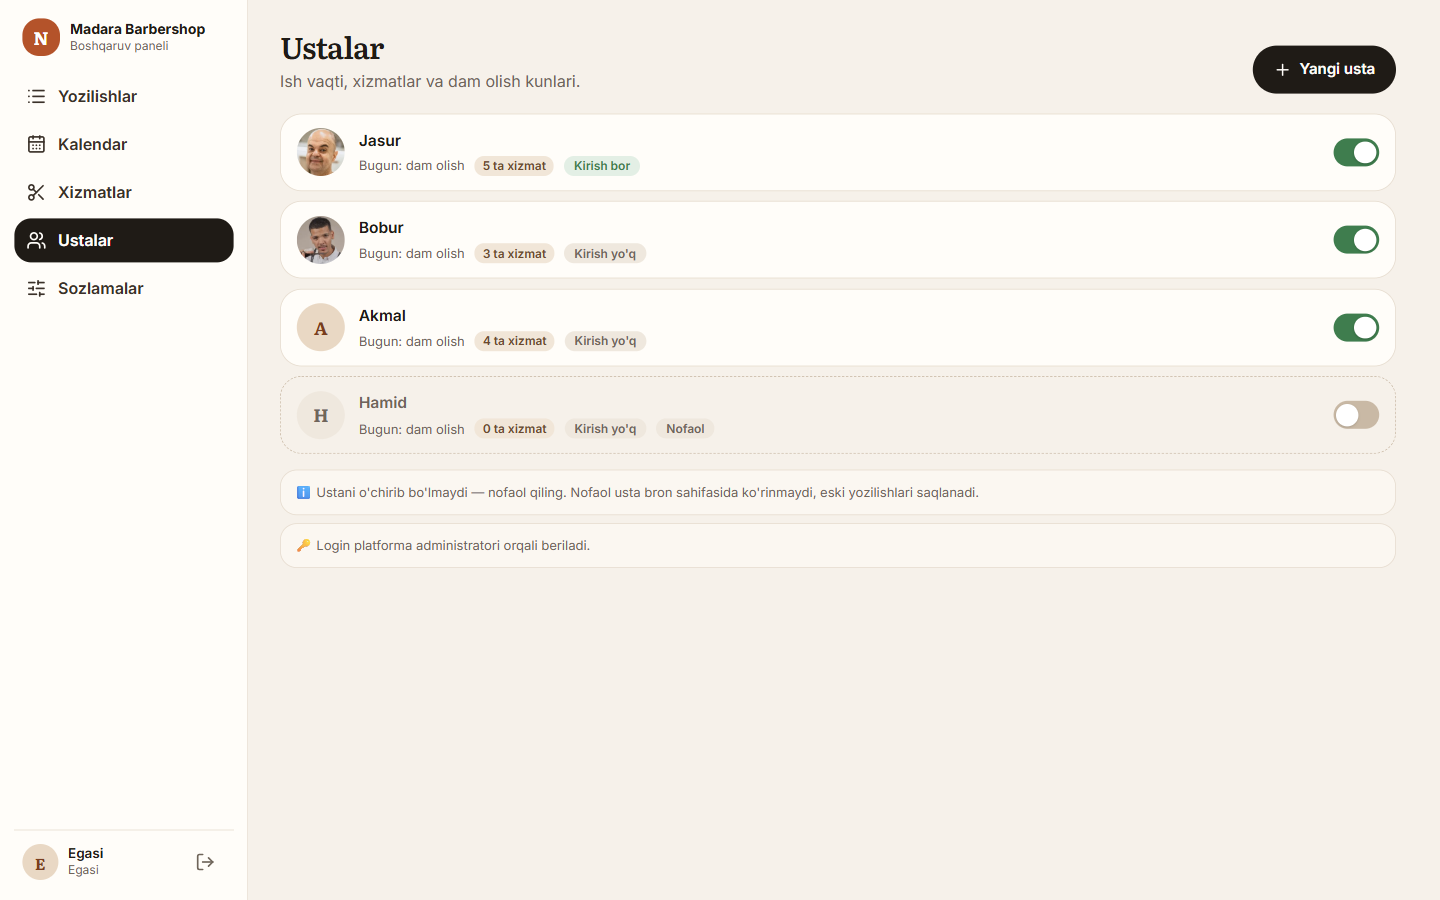 N
Madara Barbershop
Boshqaruv paneli
Yozilishlar
Kalendar
Xizmatlar
Ustalar
Sozlamalar
E
Egasi
Egasi
Ustalar
Ish vaqti, xizmatlar va dam olish kunlari.
Yangi usta
Jasur
Bugun: dam olish 5 ta xizmat Kirish bor
Bobur
Bugun: dam olish 3 ta xizmat Kirish yo'q
A
Akmal
Bugun: dam olish 4 ta xizmat Kirish yo'q
H
Hamid
Bugun: dam olish 0 ta xizmat Kirish yo'q Nofaol
ℹ️ Ustani o'chirib bo'lmaydi — nofaol qiling. Nofaol usta bron sahifasida ko'rinmaydi, eski yozilishlari saqlanadi.
🔑 Login platforma administratori orqali beriladi.